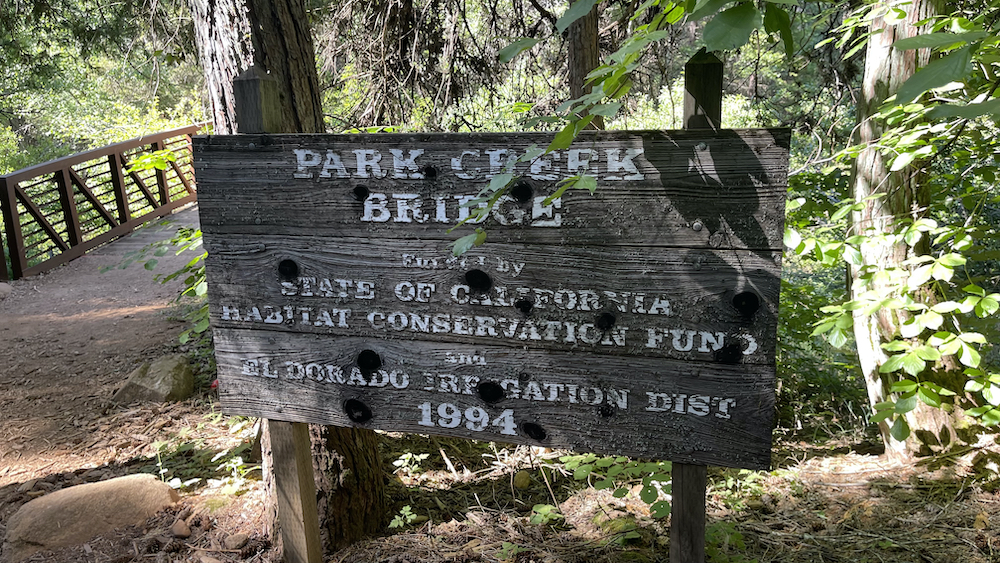 PARK CREEK
BRIDGE
Funded by
STATE OF CALIFORNIA
HABITAT CONSERVATION FUND
and
EL DORADO IRRIGATION DIST
1994